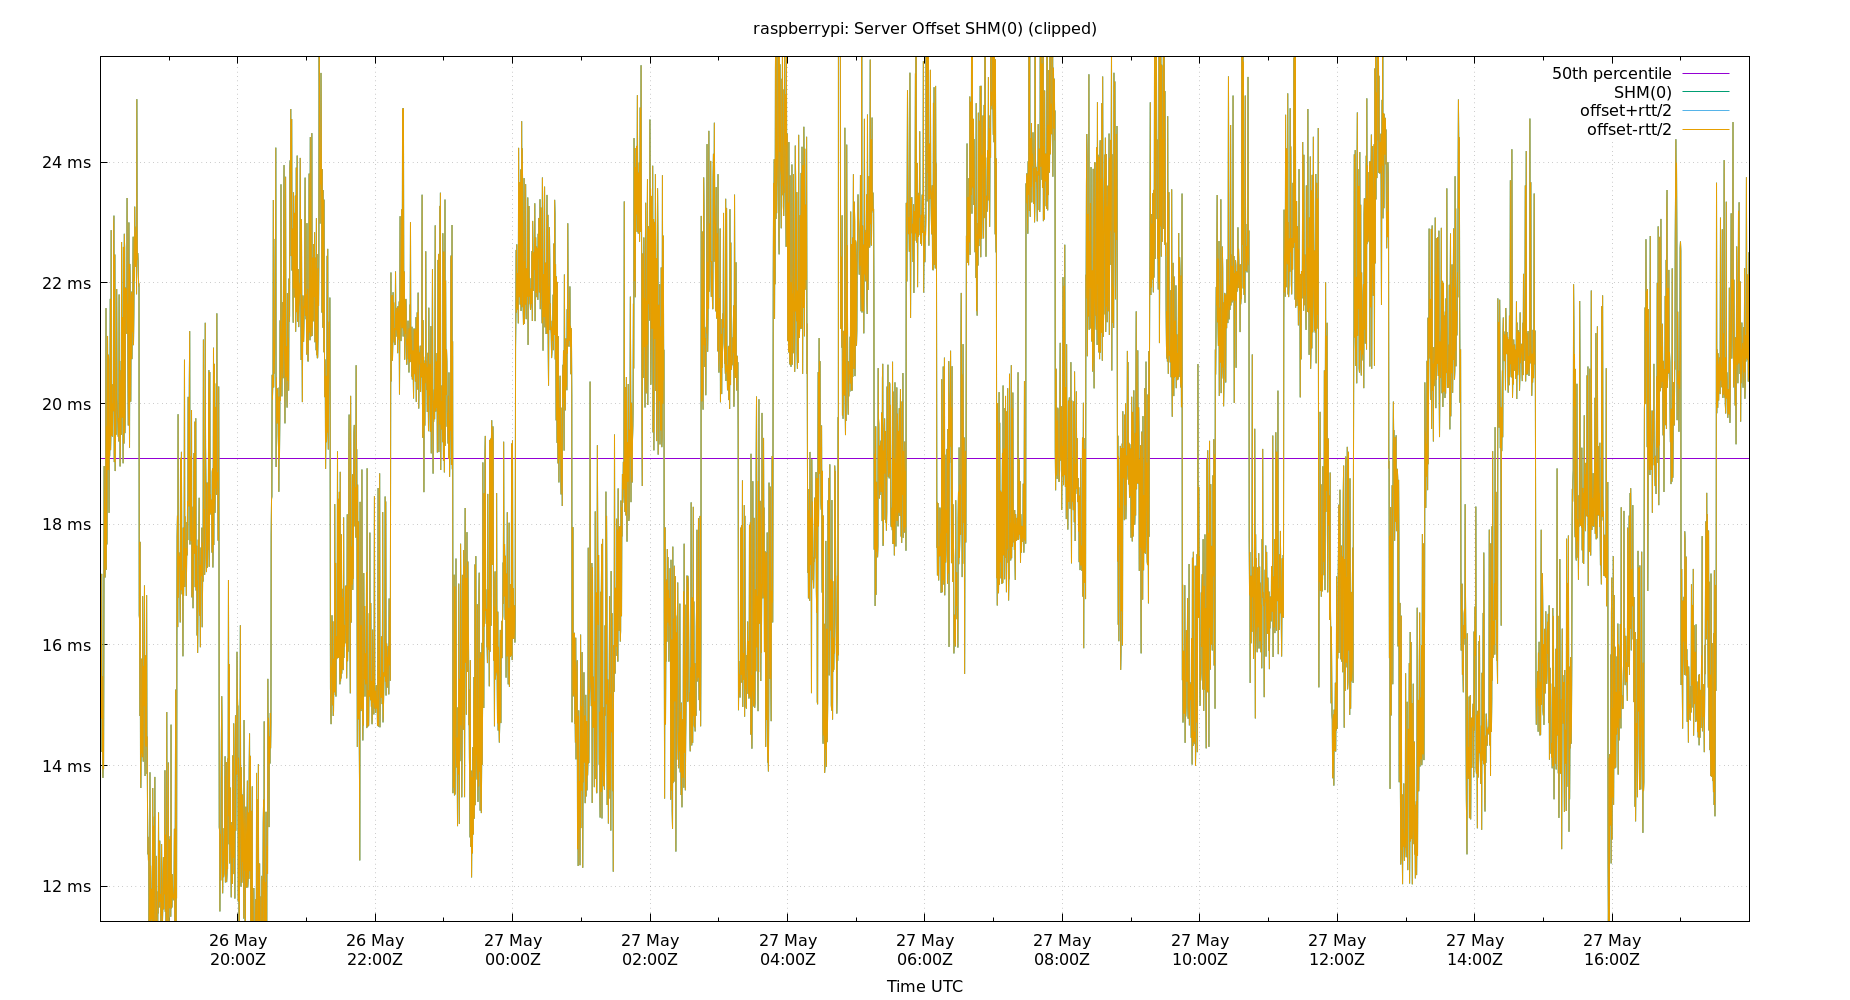 raspberrypi: Server Offset SHM(0) (clipped)
50th percentile
SHM(0)
offset+rtt/2
offset-rtt/2
24 ms
22 ms
20 ms
18 ms
16 ms
14 ms
12 ms
26 May 26 May 27 May 27 May 27 May 27 May 27 May 27 May 27 May 27 May 27 May
20:00Z 22:00Z 00:00Z 02:00Z 04:00Z 06:00Z 08:00Z 10:00Z 12:00Z 14:00Z 16:00Z
Time UTC